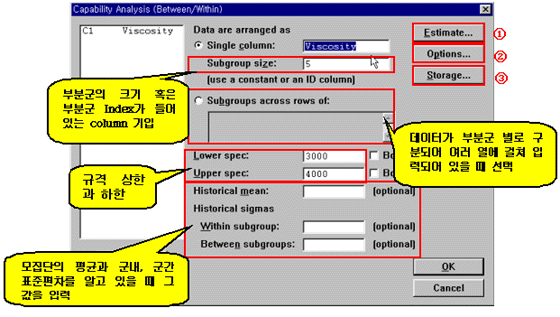 Capability Analysis (Between/Within)
C1 Viscosity
Data are arranged as
Single column: Viscosity
Subgroup size: 5
(use a constant or an ID column)
Subgroups across rows of:
Lower spec: 3000
Upper spec: 4000
Historical mean: (optional)
Historical sigmas
Within subgroup: (optional)
Between subgroups: (optional)
Estimate... ①
Options... ②
Storage... ③
OK
Cancel
부분군의 크기 혹은
부분군 Index가 들어
있는 column 기입
규격 상한
과 하한
모집단의 평균과 군내, 군간
표준편차를 알고 있을 때 그
값을 입력
데이터가 부분군 별로 구
분되어 여러 열에 걸쳐 입
력되어 있을 때 선택